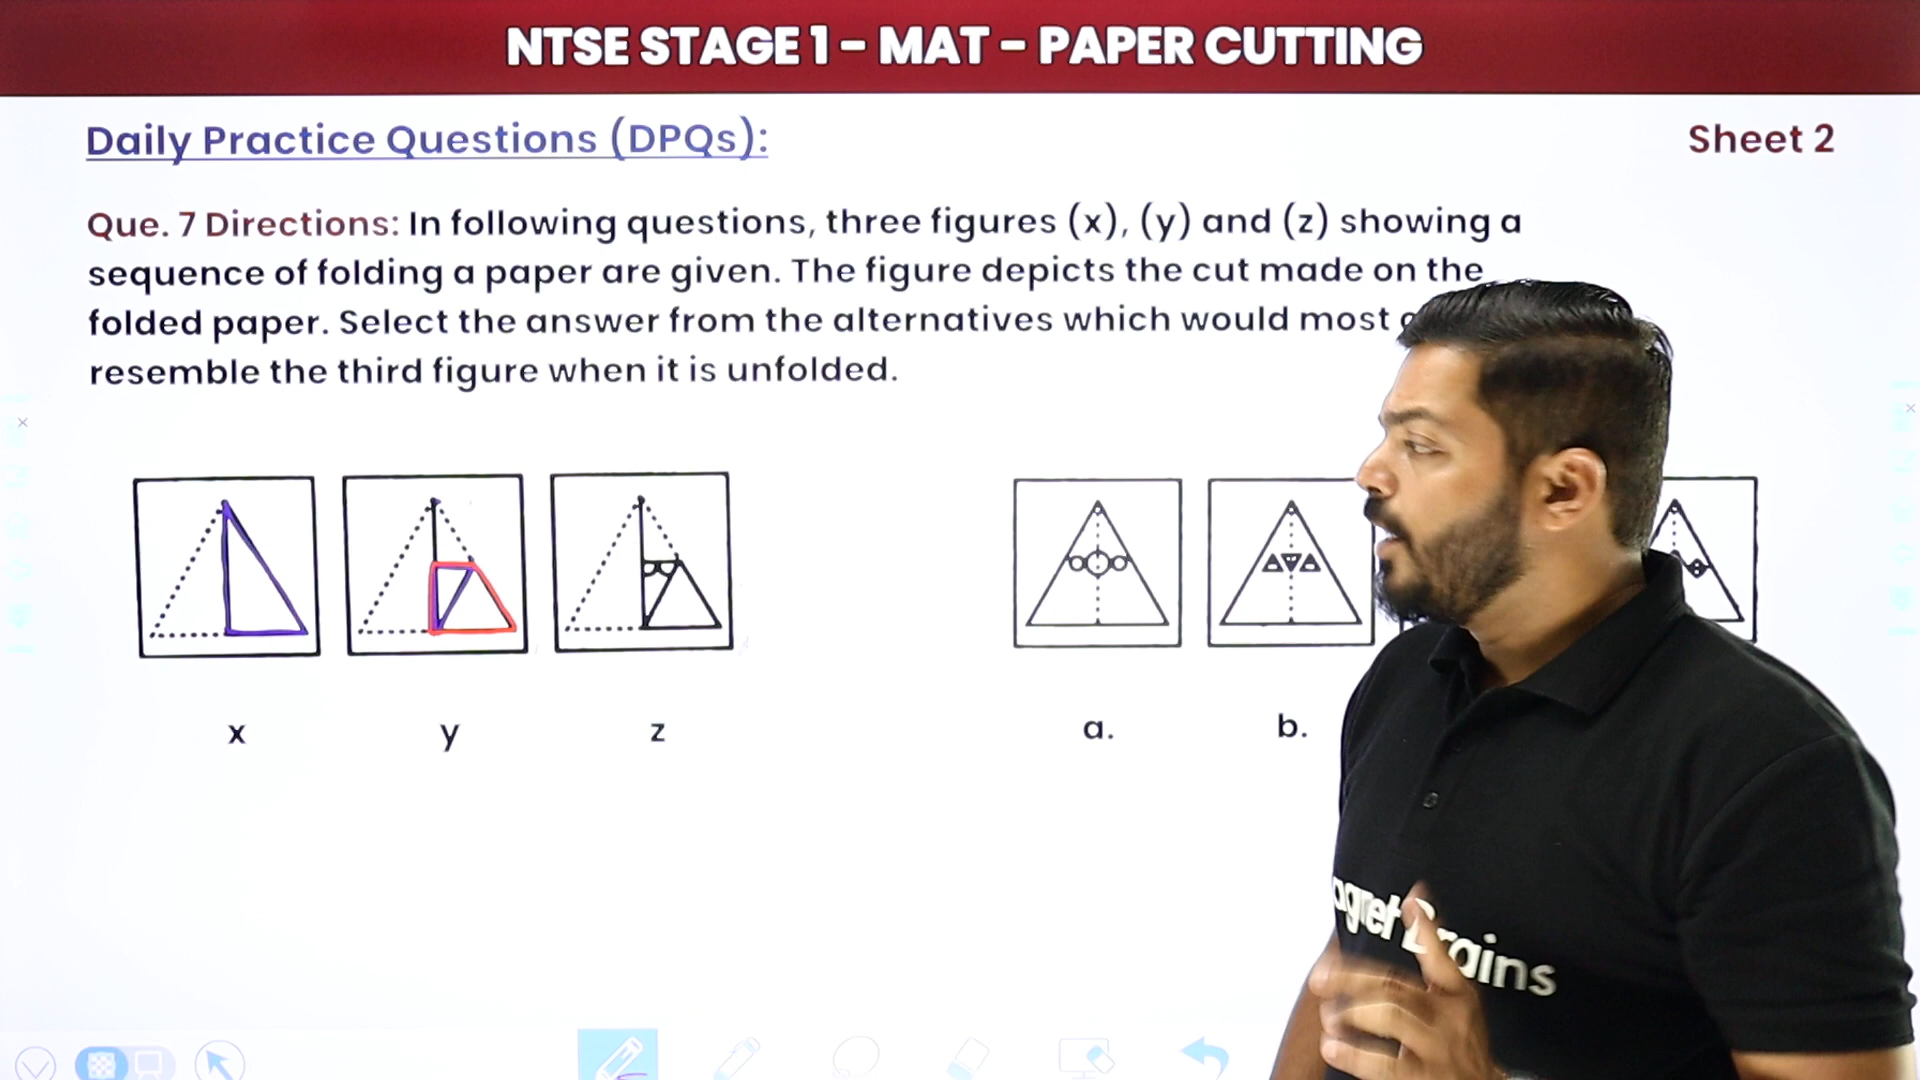 NTSE STAGE 1 – MAT – PAPER CUTTING
Daily Practice Questions (DPQs):
Sheet 2
Que. 7 Directions: In following questions, three figures (x), (y) and (z) showing a
sequence of folding a paper are given. The figure depicts the cut made on the
folded paper. Select the answer from the alternatives which would most
resemble the third figure when it is unfolded.
x
y
z
a.
b.